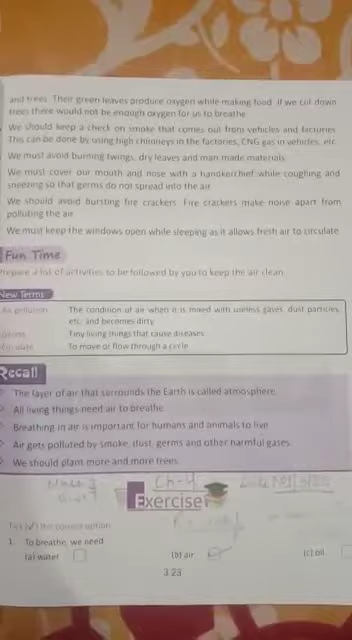 and trees. Their green leaves produce oxygen while making food. If we cut down
trees there would not be enough oxygen for us to breathe.
We should keep a check on smoke that comes out from vehicles and factories.
This can be done by using high chimneys in the factories, CNG gas in vehicles, etc.
We must avoid burning twings, dry leaves and man made materials.
We must cover our mouth and nose with a handkerchief while coughing and
sneezing so that germs do not spread into the air.
We should avoid bursting fire crackers. Fire crackers make noise apart from
polluting the air.
We must keep the windows open while sleeping as it allows fresh air to circulate.
Fun Time
Prepare a list of activities to be followed by you to keep the air clean.
New Terms
Air pollution The condition of air when it is mixed with useless gases, dust particles,
etc. and becomes dirty.
Germs Tiny living things that cause diseases.
Circulate To move or flow through a circle.
Recall
The layer of air that surrounds the Earth is called atmosphere.
All living things need air to breathe.
Breathing in air is important for humans and animals to live.
Air gets polluted by smoke, dust, germs and other harmful gases.
We should plant more and more trees.
Ch-4
Exercise
Tick (✓) the correct option.
1. To breathe, we need
(a) water (b) air (c) oil
3.23